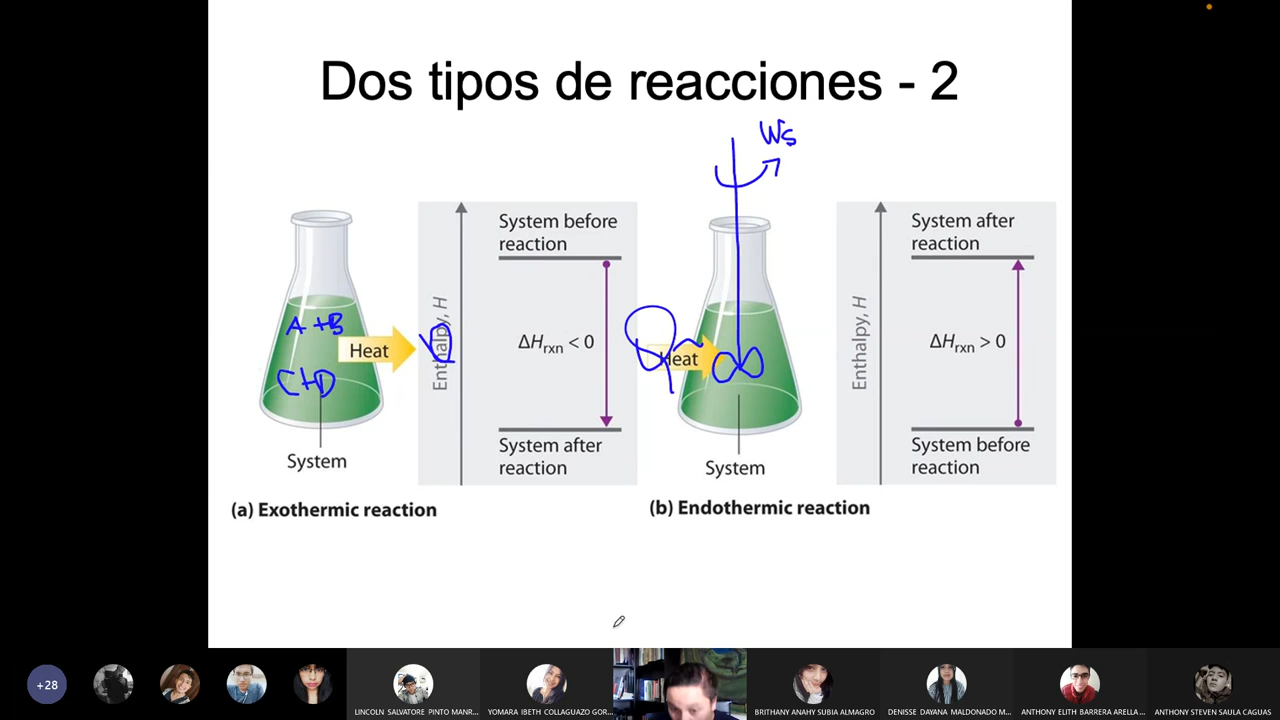 Dos tipos de reacciones - 2
Ws
A + B
C + D
Heat
Q
Enthalpy, H
System before
reaction
ΔHrxn < 0
System after
reaction
System
(a) Exothermic reaction
Q
Heat
System
Enthalpy, H
System after
reaction
ΔHrxn > 0
System before
reaction
(b) Endothermic reaction
+28
LINCOLN SALVATORE PINTO MANR...
YOMARA IBETH COLLAGUAZO GOR...
BRITHANY ANAHY SUBIA ALMAGRO
DENISSE DAYANA MALDONADO M...
ANTHONY ELITH BARRERA ARELLA ...
ANTHONY STEVEN SAULA CAGUAS